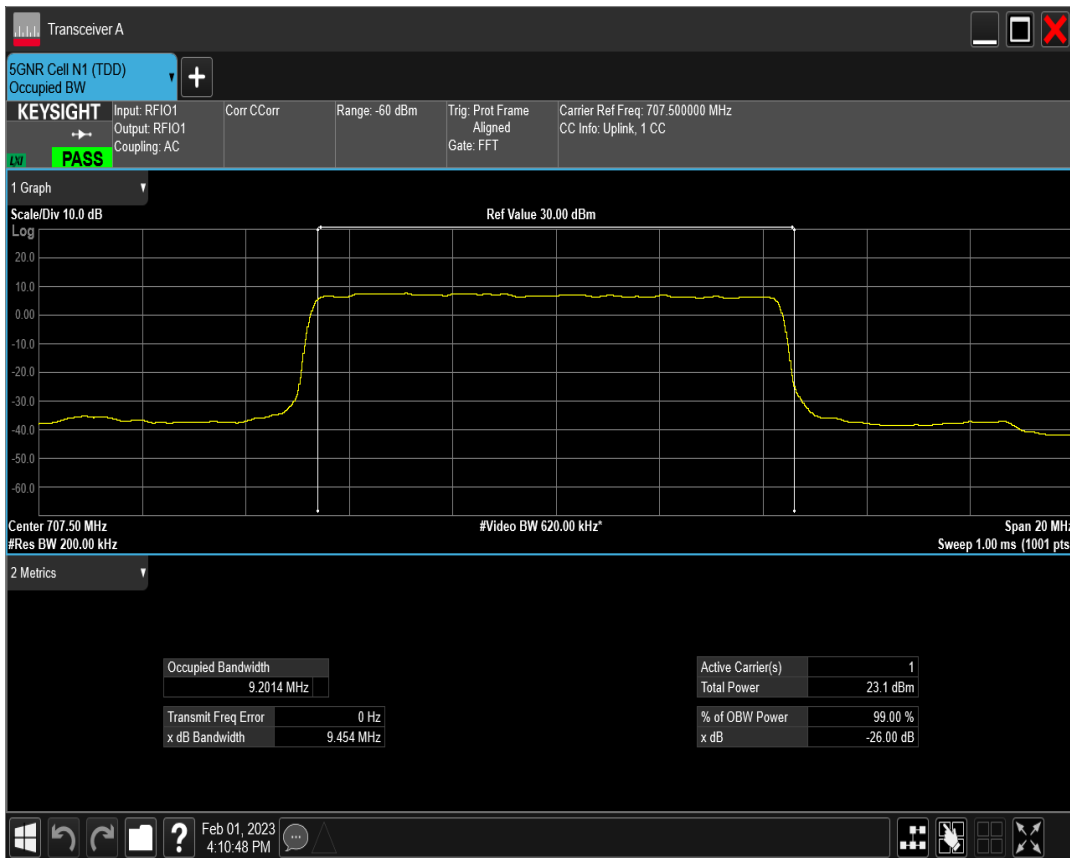 Transceiver A
5GNR Cell N1 (TDD)
Occupied BW
+
KEYSIGHT
LXI
PASS
Input: RFIO1
Output: RFIO1
Coupling: AC
Corr CCorr
Range: -60 dBm
Trig: Prot Frame
Aligned
Gate: FFT
Carrier Ref Freq: 707.500000 MHz
CC Info: Uplink, 1 CC
1 Graph
Scale/Div 10.0 dB
Ref Value 30.00 dBm
Log
20.0
10.0
0.00
-10.0
-20.0
-30.0
-40.0
-50.0
-60.0
Center 707.50 MHz
#Video BW 620.00 kHz*
Span 20 MHz
#Res BW 200.00 kHz
Sweep 1.00 ms (1001 pts
2 Metrics
Occupied Bandwidth
9.2014 MHz
Transmit Freq Error 0 Hz
x dB Bandwidth 9.454 MHz
Active Carrier(s) 1
Total Power 23.1 dBm
% of OBW Power 99.00 %
x dB -26.00 dB
?
Feb 01, 2023
4:10:48 PM